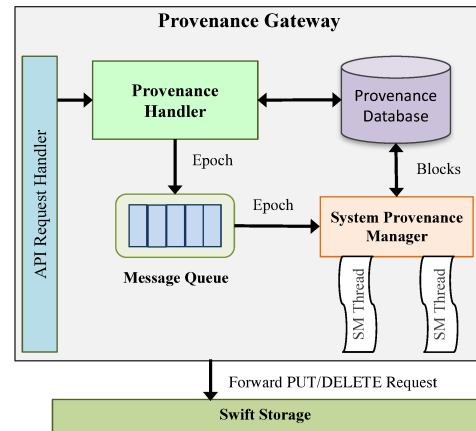 Provenance Gateway
API Request Handler
Provenance
Handler
Provenance
Database
Epoch
Blocks
Message Queue
Epoch
System Provenance
Manager
SM Thread
SM Thread
Forward PUT/DELETE Request
Swift Storage